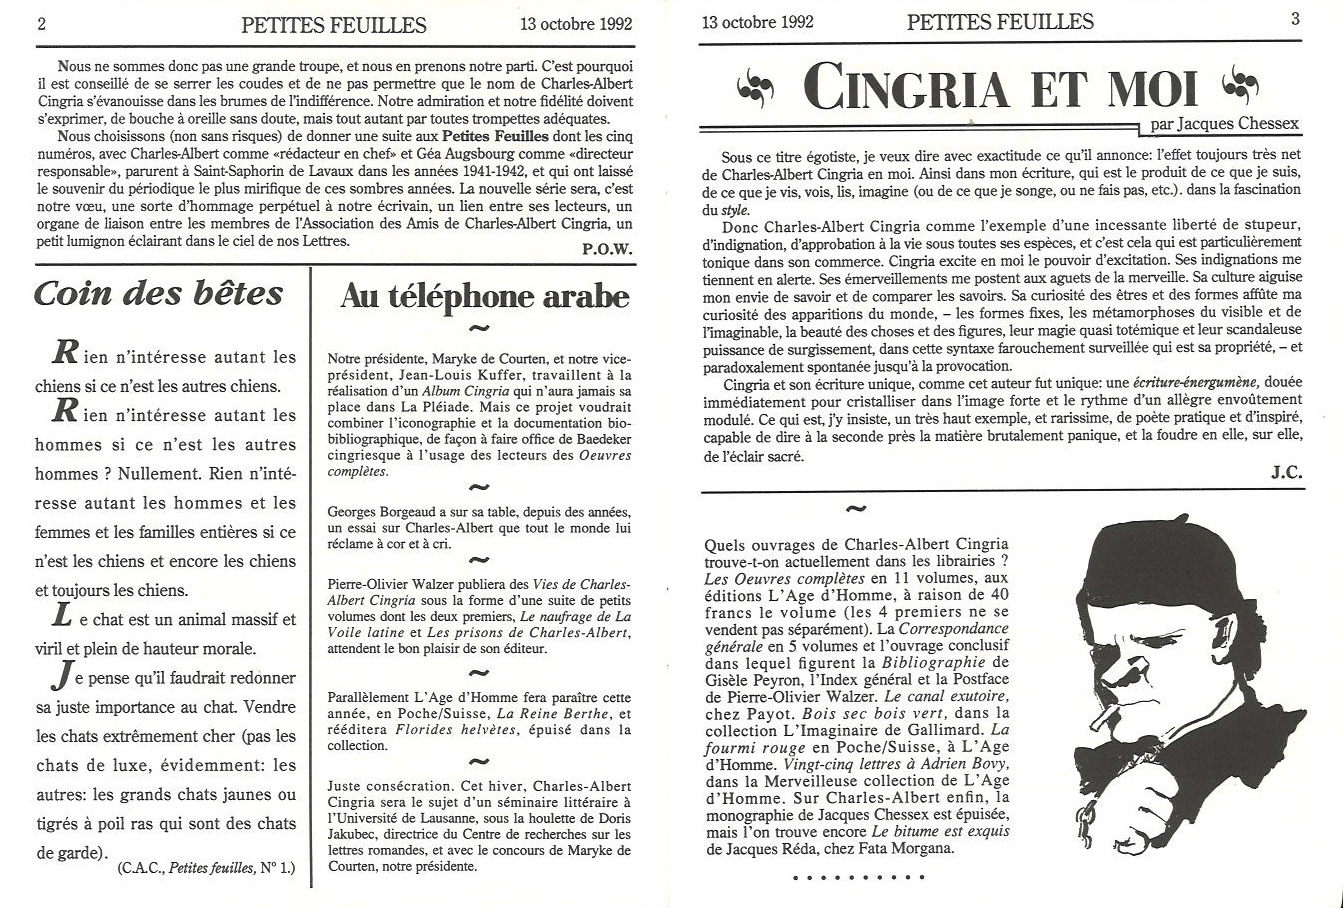 2 PETITES FEUILLES 13 octobre 1992
Nous ne sommes donc pas une grande troupe, et nous en prenons notre parti. C'est pourquoi
il est conseillé de se serrer les coudes et de ne pas permettre que le nom de Charles-Albert
Cingria s'évanouisse dans les brumes de l'indifférence. Notre admiration et notre fidélité doivent
s'exprimer, de bouche à oreille sans doute, mais tout autant par toutes trompettes adéquates.
Nous choisissons (non sans risques) de donner une suite aux Petites Feuilles dont les cinq
numéros, avec Charles-Albert comme «rédacteur en chef» et Géa Augsbourg comme «directeur
responsable», parurent à Saint-Saphorin de Lavaux dans les années 1941-1942, et qui ont laissé
le souvenir du périodique le plus mirifique de ces sombres années. La nouvelle série sera, c'est
notre vœu, une sorte d'hommage perpétuel à notre écrivain, un lien entre ses lecteurs, un
organe de liaison entre les membres de l'Association des Amis de Charles-Albert Cingria, un
petit lumignon éclairant dans le ciel de nos Lettres.
P.O.W.
Coin des bêtes
Rien n'intéresse autant les
chiens si ce n'est les autres chiens.
Rien n'intéresse autant les
hommes si ce n'est les autres
hommes ? Nullement. Rien n'inté-
resse autant les hommes et les
femmes et les familles entières si ce
n'est les chiens et encore les chiens
et toujours les chiens.
Le chat est un animal massif et
viril et plein de hauteur morale.
Je pense qu'il faudrait redonner
sa juste importance au chat. Vendre
les chats extrêmement cher (pas les
chats de luxe, évidemment: les
autres: les grands chats jaunes ou
tigrés à poil ras qui sont des chats
de garde).
(C.A.C., Petites feuilles, N° 1.)
Au téléphone arabe
~
Notre présidente, Maryke de Courten, et notre vice-
président, Jean-Louis Kuffer, travaillent à la
réalisation d'un Album Cingria qui n'aura jamais sa
place dans La Pléiade. Mais ce projet voudrait
combiner l'iconographie et la documentation bio-
bibliographique, de façon à faire office de Baedeker
cingriesque à l'usage des lecteurs des Oeuvres
complètes.
~
Georges Borgeaud a sur sa table, depuis des années,
un essai sur Charles-Albert que tout le monde lui
réclame à cor et à cri.
~
Pierre-Olivier Walzer publiera des Vies de Charles-
Albert Cingria sous la forme d'une suite de petits
volumes dont les deux premiers, Le naufrage de La
Voile latine et Les prisons de Charles-Albert,
attendent le bon plaisir de son éditeur.
~
Parallèlement L'Age d'Homme fera paraître cette
année, en Poche/Suisse, La Reine Berthe, et
rééditera Florides helvètes, épuisé dans la
collection.
~
Juste consécration. Cet hiver, Charles-Albert
Cingria sera le sujet d'un séminaire littéraire à
l'Université de Lausanne, sous la houlette de Doris
Jakubec, directrice du Centre de recherches sur les
lettres romandes, et avec le concours de Maryke de
Courten, notre présidente.
13 octobre 1992 PETITES FEUILLES 3
CINGRIA ET MOI
par Jacques Chessex
Sous ce titre égotiste, je veux dire avec exactitude ce qu'il annonce: l'effet toujours très net
de Charles-Albert Cingria en moi. Ainsi dans mon écriture, qui est le produit de ce que je suis,
de ce que je vis, vois, lis, imagine (ou de ce que je songe, ou ne fais pas, etc.). dans la fascination
du style.
Donc Charles-Albert Cingria comme l'exemple d'une incessante liberté de stupeur,
d'indignation, d'approbation à la vie sous toutes ses espèces, et c'est cela qui est particulièrement
tonique dans son commerce. Cingria excite en moi le pouvoir d'excitation. Ses indignations me
tiennent en alerte. Ses émerveillements me postent aux aguets de la merveille. Sa culture aiguise
mon envie de savoir et de comparer les savoirs. Sa curiosité des êtres et des formes affûte ma
curiosité des apparitions du monde, – les formes fixes, les métamorphoses du visible et de
l'imaginable, la beauté des choses et des figures, leur magie quasi totémique et leur scandaleuse
puissance de surgissement, dans cette syntaxe farouchement surveillée qui est sa propriété, – et
paradoxalement spontanée jusqu'à la provocation.
Cingria et son écriture unique, comme cet auteur fut unique: une écriture-énergumène, douée
immédiatement pour cristalliser dans l'image forte et le rythme d'un allègre envoûtement
modulé. Ce qui est, j'y insiste, un très haut exemple, et rarissime, de poète pratique et d'inspiré,
capable de dire à la seconde près la matière brutalement panique, et la foudre en elle, sur elle,
de l'éclair sacré.
J.C.
~
Quels ouvrages de Charles-Albert Cingria
trouve-t-on actuellement dans les librairies ?
Les Oeuvres complètes en 11 volumes, aux
éditions L'Age d'Homme, à raison de 40
francs le volume (les 4 premiers ne se
vendent pas séparément). La Correspondance
générale en 5 volumes et l'ouvrage conclusif
dans lequel figurent la Bibliographie de
Gisèle Peyron, l'Index général et la Postface
de Pierre-Olivier Walzer. Le canal exutoire,
chez Payot. Bois sec bois vert, dans la
collection L'Imaginaire de Gallimard. La
fourmi rouge en Poche/Suisse, à L'Age
d'Homme. Vingt-cinq lettres à Adrien Bovy,
dans la Merveilleuse collection de L'Age
d'Homme. Sur Charles-Albert enfin, la
monographie de Jacques Chessex est épuisée,
mais l'on trouve encore Le bitume est exquis
de Jacques Réda, chez Fata Morgana.
..........